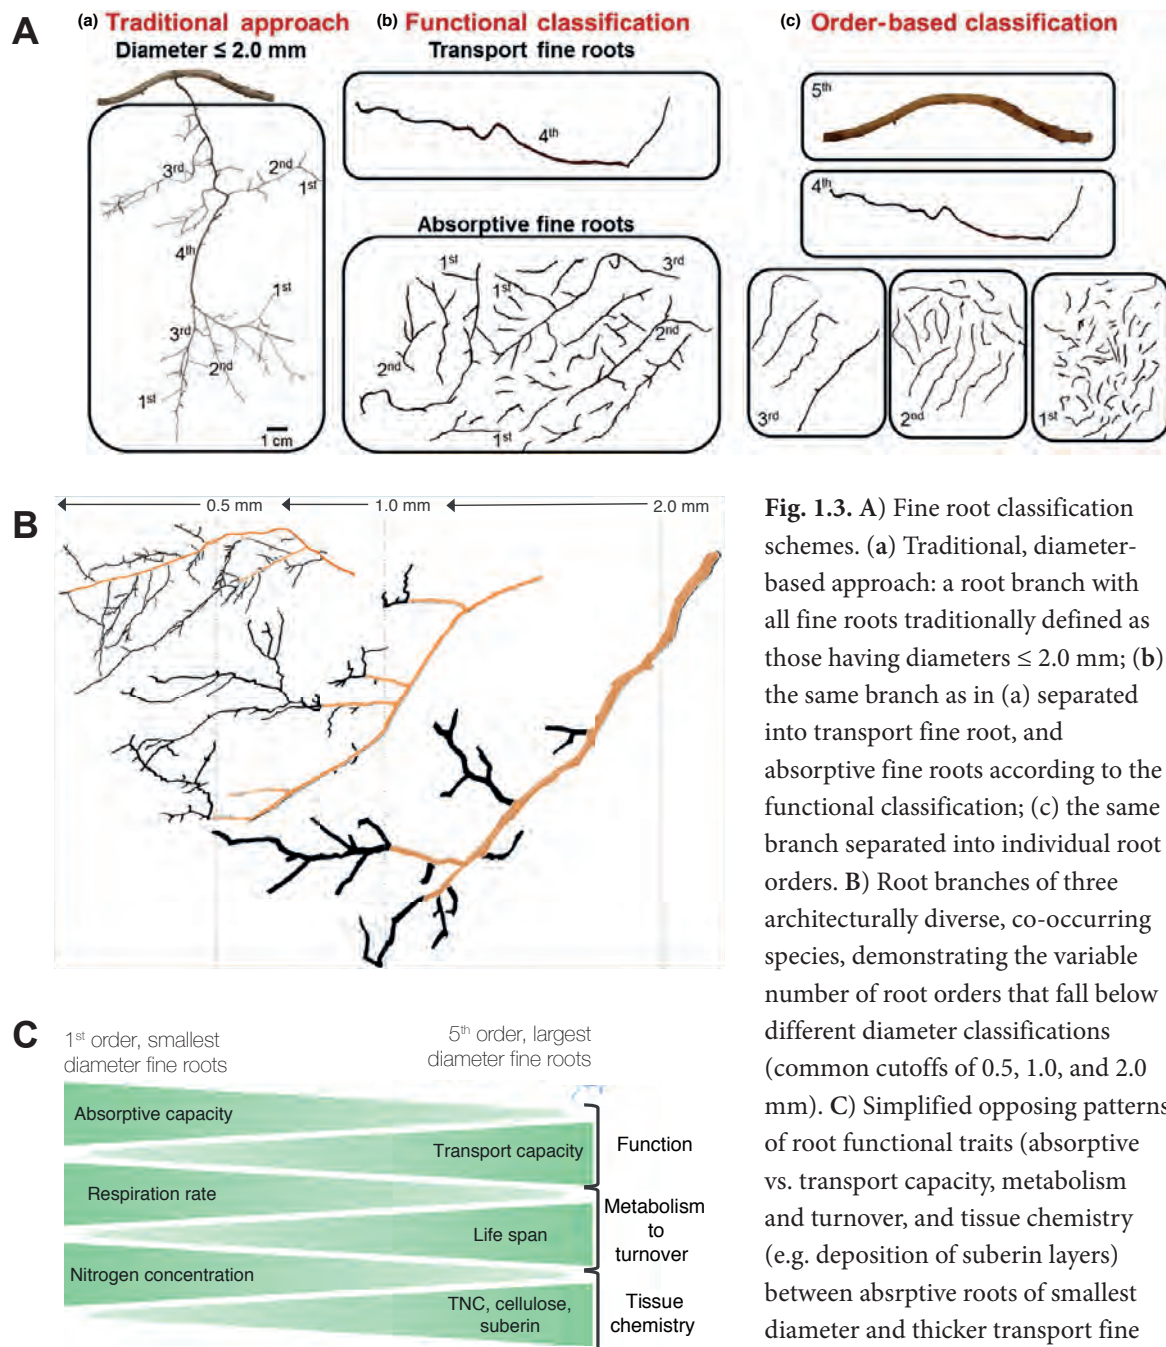 A
(a) Traditional approach
Diameter ≤ 2.0 mm
3rd
2nd
1st
4th
1st
3rd
2nd
1st
1 cm
(b) Functional classification
Transport fine roots
4th
Absorptive fine roots
1st
3rd
1st
2nd
2nd
1st
(c) Order-based classification
5th
4th
3rd
2nd
1st
B
0.5 mm
1.0 mm
2.0 mm
C
1st order, smallest
diameter fine roots
5th order, largest
diameter fine roots
Absorptive capacity
Transport capacity
Function
Respiration rate
Life span
Metabolism
to
turnover
Nitrogen concentration
TNC, cellulose,
suberin
Tissue
chemistry
Fig. 1.3. A) Fine root classification
schemes. (a) Traditional, diameter-
based approach: a root branch with
all fine roots traditionally defined as
those having diameters ≤ 2.0 mm; (b)
the same branch as in (a) separated
into transport fine root, and
absorptive fine roots according to the
functional classification; (c) the same
branch separated into individual root
orders. B) Root branches of three
architecturally diverse, co-occurring
species, demonstrating the variable
number of root orders that fall below
different diameter classifications
(common cutoffs of 0.5, 1.0, and 2.0
mm). C) Simplified opposing patterns
of root functional traits (absorptive
vs. transport capacity, metabolism
and turnover, and tissue chemistry
(e.g. deposition of suberin layers)
between absrptive roots of smallest
diameter and thicker transport fine